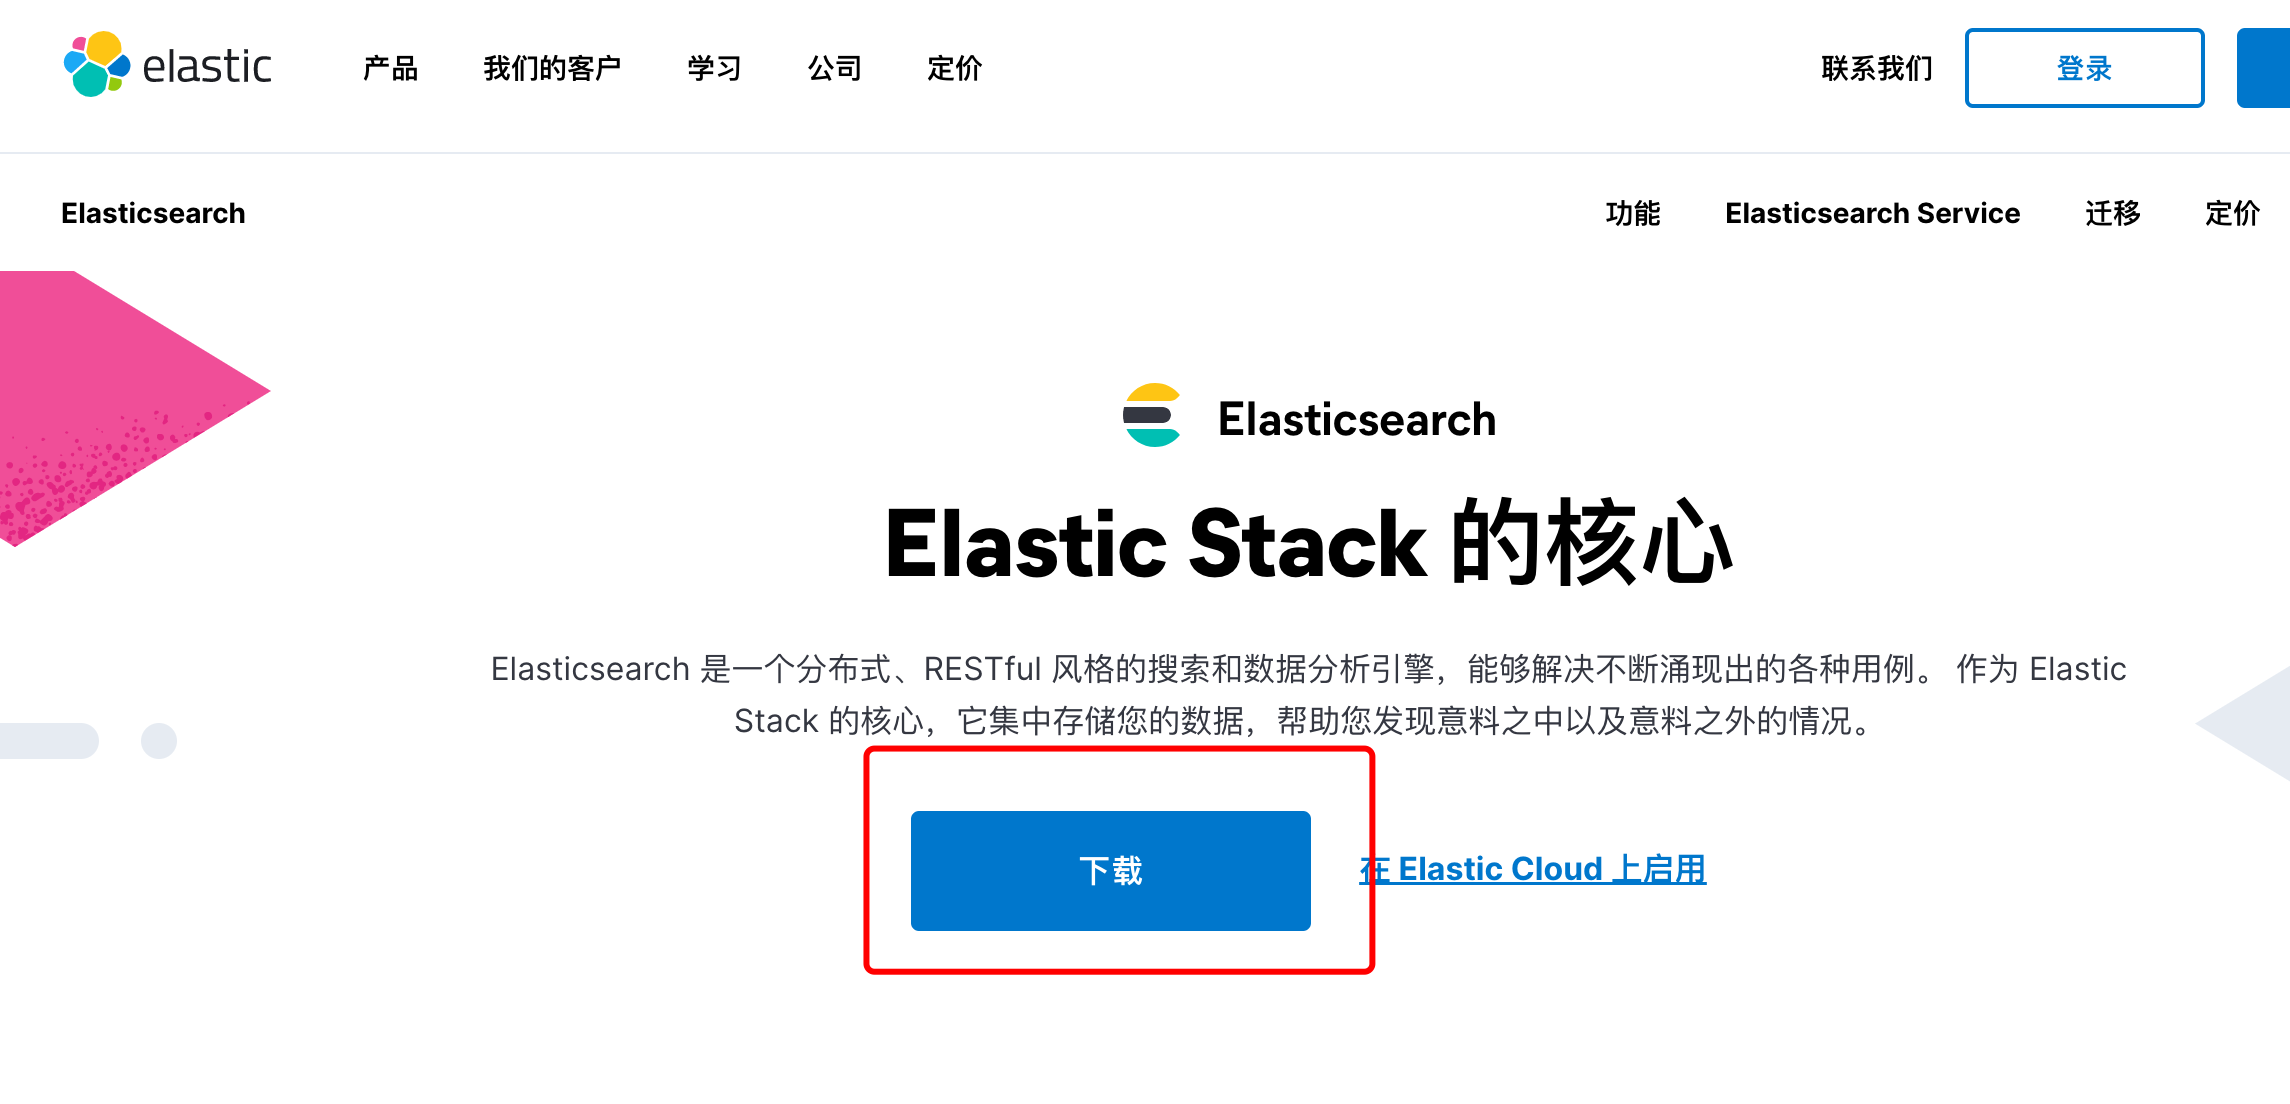 elastic 产品 我们的客户 学习 公司 定价 联系我们 登录
Elasticsearch 功能 Elasticsearch Service 迁移 定价
Elasticsearch
Elastic Stack 的核心
Elasticsearch 是一个分布式、RESTful 风格的搜索和数据分析引擎，能够解决不断涌现出的各种用例。 作为 Elastic
Stack 的核心，它集中存储您的数据，帮助您发现意料之中以及意料之外的情况。
下载 在 Elastic Cloud 上启用